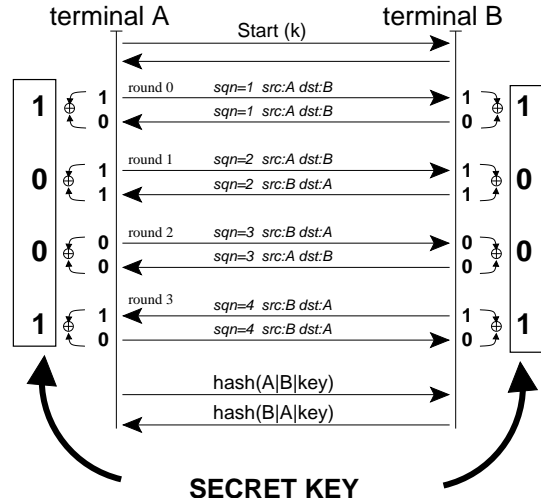 terminal A terminal B
Start (k)
round 0 sqn=1 src:A dst:B
1 1 1 1
0 sqn=1 src:A dst:B 0
round 1 sqn=2 src:A dst:B
0 1 1 0
1 sqn=2 src:B dst:A 1
round 2 sqn=3 src:B dst:A
0 0 0 0
0 sqn=3 src:A dst:B 0
round 3 sqn=4 src:B dst:A
1 1 1 1
0 sqn=4 src:B dst:A 0
hash(A|B|key)
hash(B|A|key)
SECRET KEY